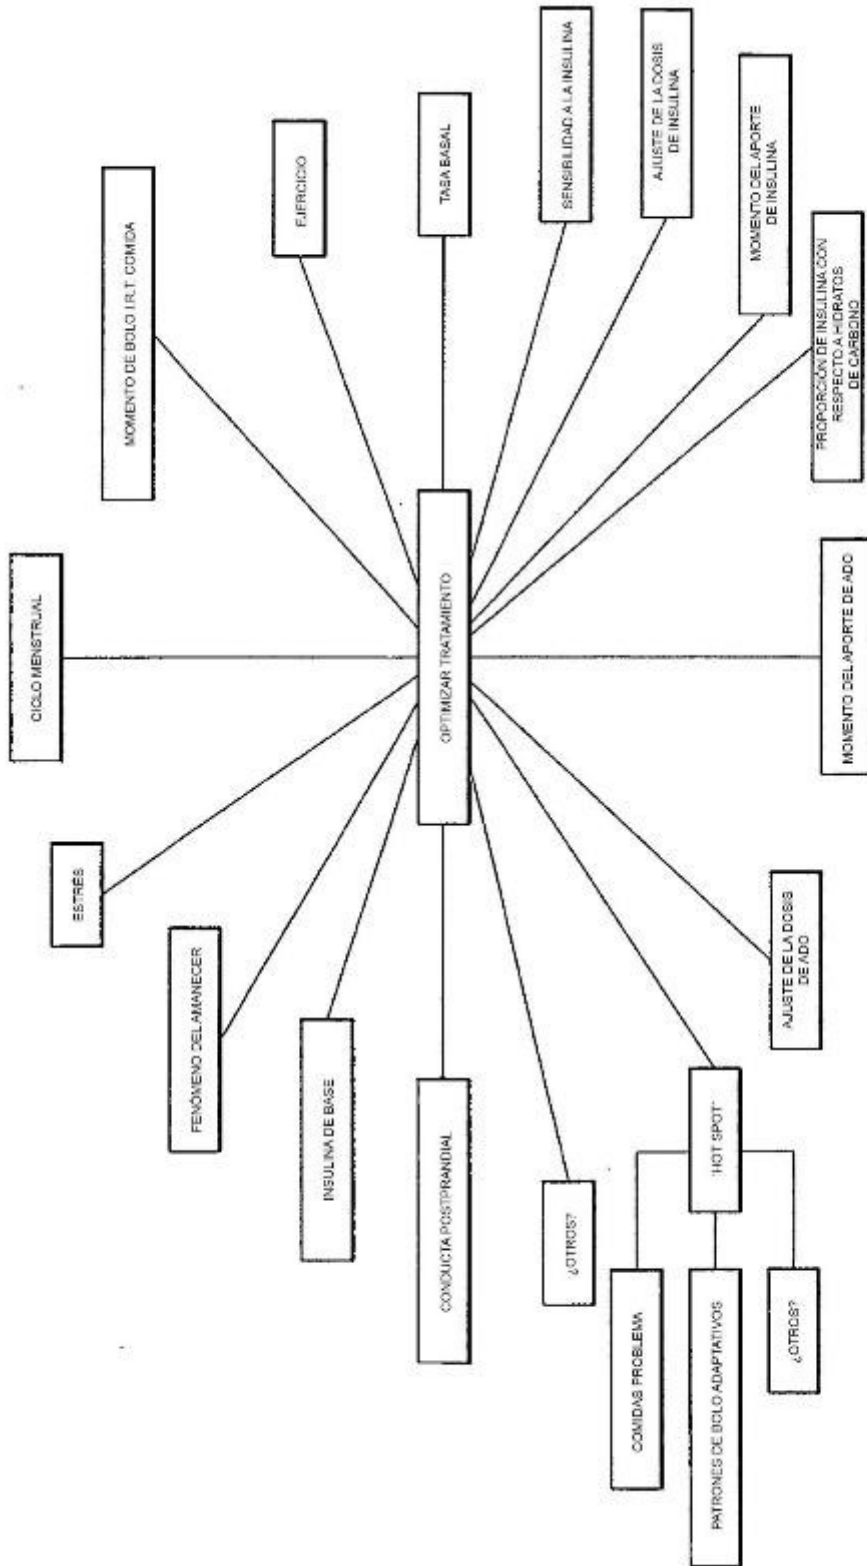 CICLO MENSTRUAL
ESTRÉS
MOMENTO DE BOLO I.R.T. COMIDA
FENÓMENO DEL AMANECER
EJERCICIO
INSULINA DE BASE
CONDUCTA POSTPRANDIAL
OPTIMIZAR TRATAMIENTO
TASA BASAL
¿OTROS?
SENSIBILIDAD A LA INSULINA
COMIDAS PROBLEMA
AJUSTE DE LA DOSIS
DE INSULINA
PATRONES DE BOLO ADAPTATIVOS
"HOT SPOT"
MOMENTO DEL APORTE
DE INSULINA
¿OTROS?
AJUSTE DE LA DOSIS
DE ADO
MOMENTO DEL APORTE DE ADO
PROPORCIÓN DE INSULINA CON
RESPECTO A HIDRATOS
DE CARBONO